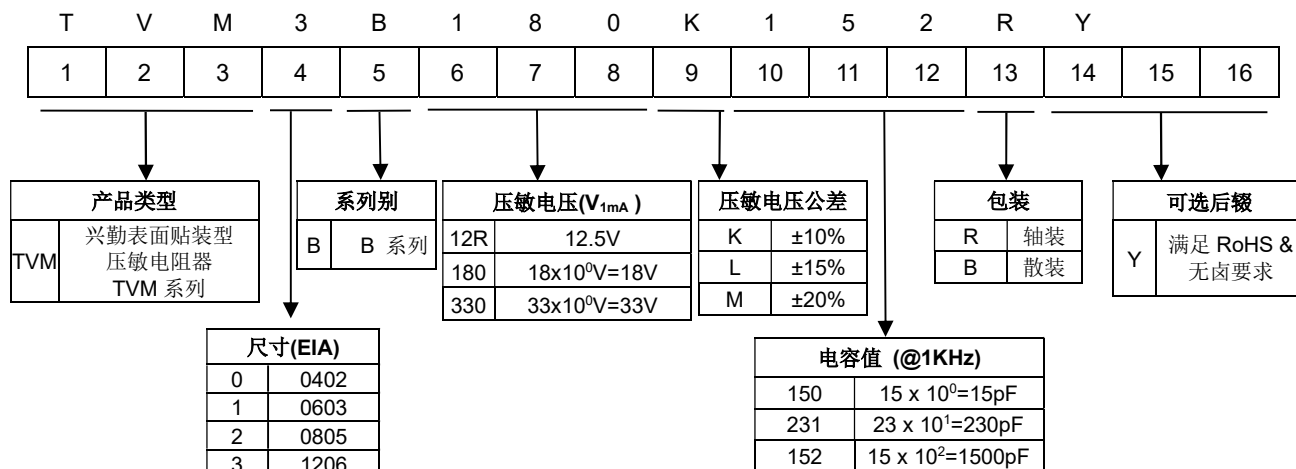 T V M 3 B 1 8 0 K 1 5 2 R Y
1 2 3 4 5 6 7 8 9 10 11 12 13 14 15 16
产品类型
TVM 兴勤表面贴装型
压敏电阻器
TVM 系列
系列别
B B 系列
压敏电压(V1mA )
12R 12.5V
180 18x10⁰V=18V
330 33x10⁰V=33V
压敏电压公差
K ±10%
L ±15%
M ±20%
包装
R 轴装
B 散装
可选后辍
Y 满足 RoHS &
无卤要求
尺寸(EIA)
0 0402
1 0603
2 0805
3 1206
电容值 (@1KHz)
150 15 x 10⁰=15pF
231 23 x 10¹=230pF
152 15 x 10²=1500pF